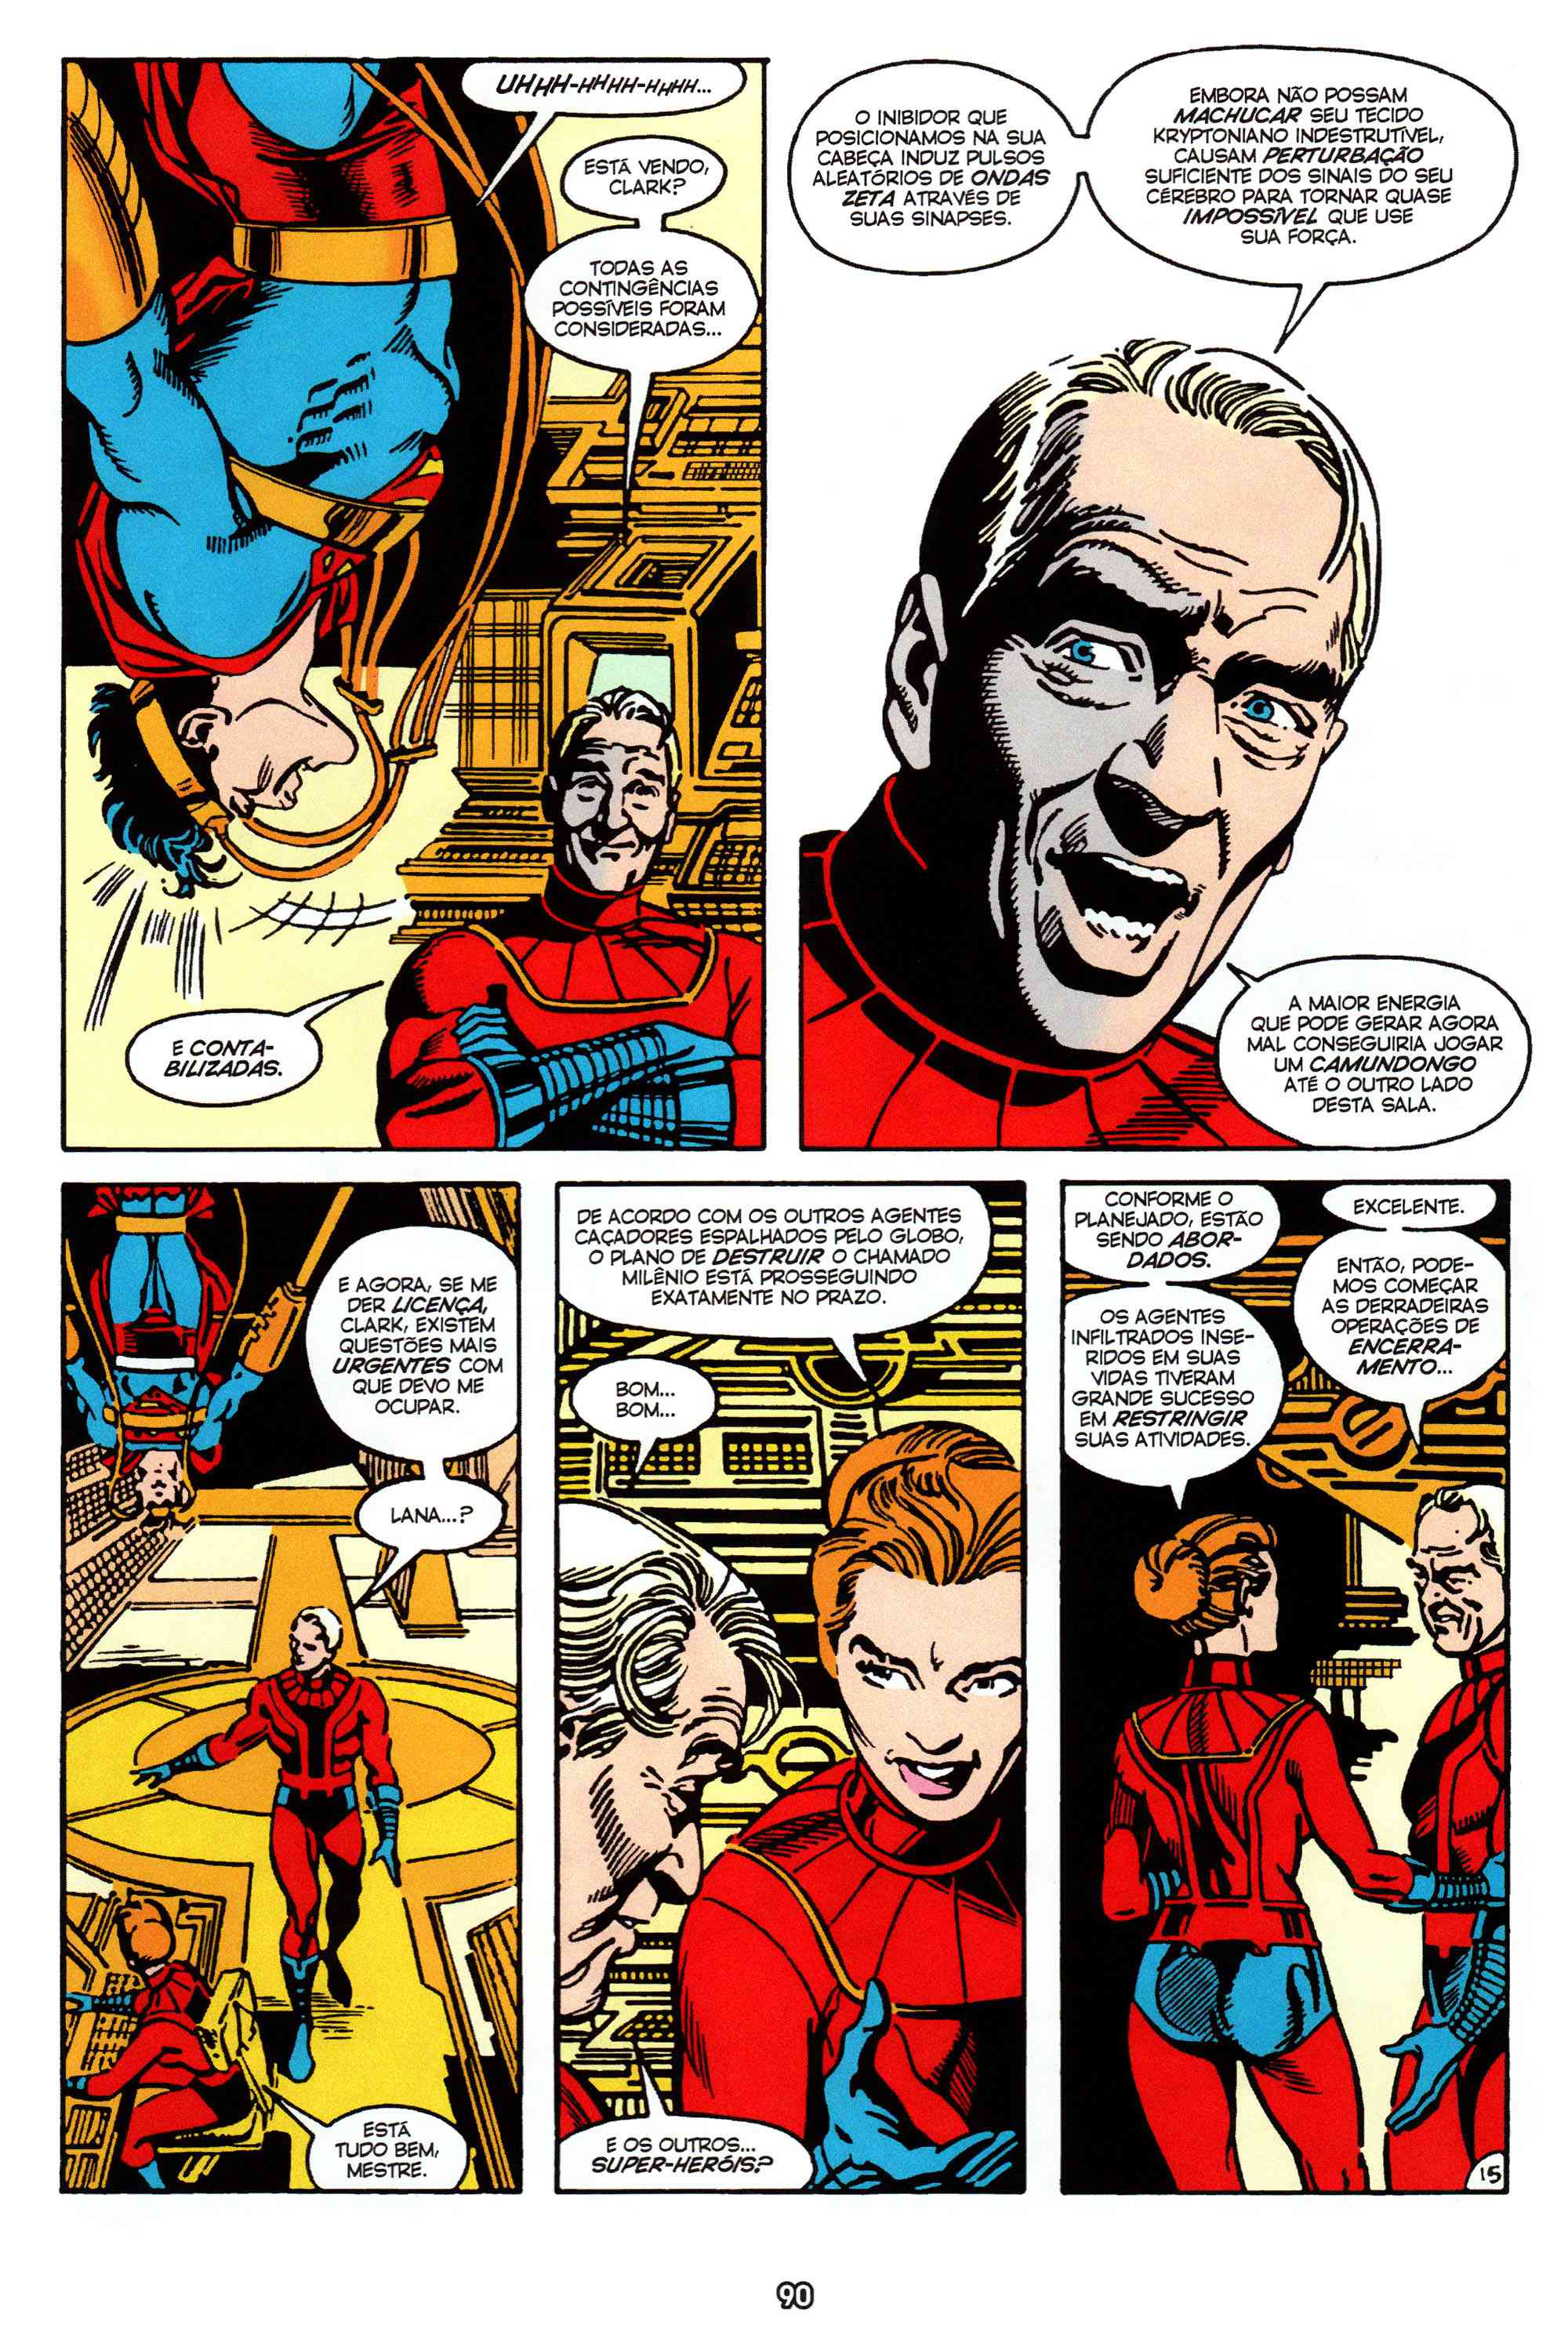 UHHH-HHHH-HHHH...
ESTÁ VENDO,
CLARK?
TODAS AS
CONTINGÊNCIAS
POSSÍVEIS FORAM
CONSIDERADAS...
E CONTA-
BILIZADAS.
O INIBIDOR QUE
POSICIONAMOS NA SUA
CABEÇA INDUZ PULSOS
ALEATÓRIOS DE ONDAS
ZETA ATRAVÉS DE
SUAS SINAPSES.
EMBORA NÃO POSSAM
MACHUCAR SEU TECIDO
KRYPTONIANO INDESTRUTÍVEL,
CAUSAM PERTURBAÇÃO
SUFICIENTE DOS SINAIS DO SEU
CÉREBRO PARA TORNAR QUASE
IMPOSSÍVEL QUE USE
SUA FORÇA.
A MAIOR ENERGIA
QUE PODE GERAR AGORA
MAL CONSEGUIRIA JOGAR
UM CAMUNDONGO
ATÉ O OUTRO LADO
DESTA SALA.
E AGORA, SE ME
DER LICENÇA,
CLARK, EXISTEM
QUESTÕES MAIS
URGENTES COM
QUE DEVO ME
OCUPAR.
LANA...?
ESTÁ
TUDO BEM,
MESTRE.
DE ACORDO COM OS OUTROS AGENTES
CAÇADORES ESPALHADOS PELO GLOBO,
O PLANO DE DESTRUIR O CHAMADO
MILÊNIO ESTÁ PROSSEGUINDO
EXATAMENTE NO PRAZO.
BOM...
BOM...
E OS OUTROS...
SUPER-HERÓIS?
CONFORME O
PLANEJADO, ESTÃO
SENDO ABOR-
DADOS.
OS AGENTES
INFILTRADOS INSE-
RIDOS EM SUAS
VIDAS TIVERAM
GRANDE SUCESSO
EM RESTRINGIR
SUAS ATIVIDADES.
EXCELENTE.
ENTÃO, PODE-
MOS COMEÇAR
AS DERRADEIRAS
OPERAÇÕES DE
ENCERRA-
MENTO...
15
90